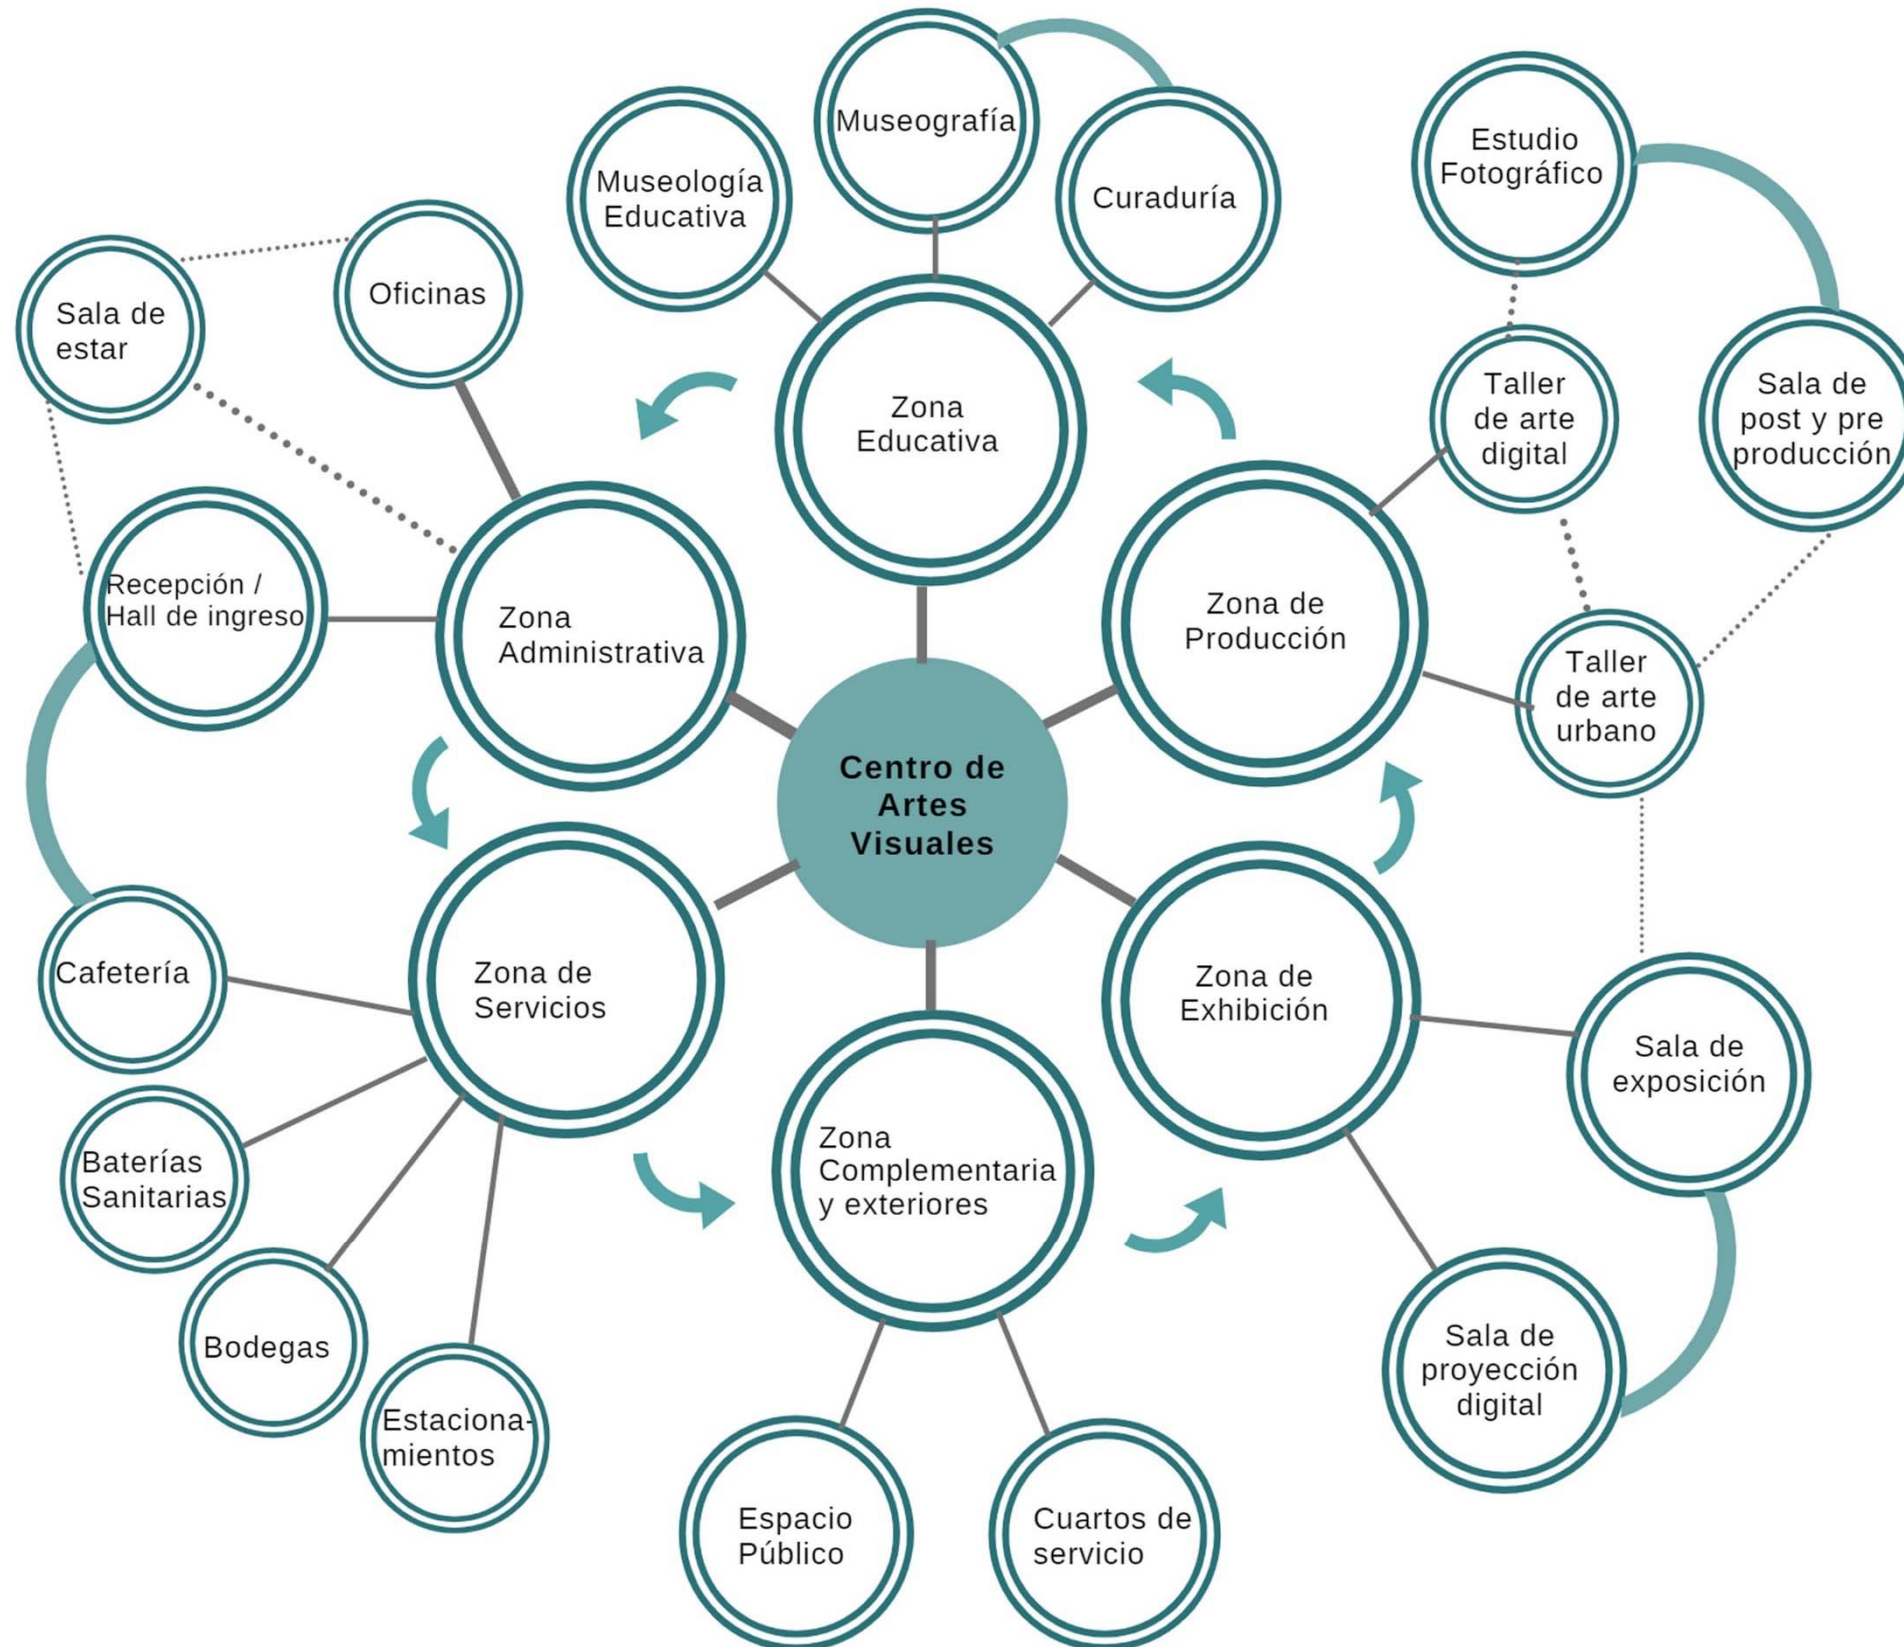 Museografía
Museología
Educativa
Curaduría
Estudio
Fotográfico
Oficinas
Sala de
estar
Zona
Educativa
Taller
de arte
digital
Sala de
post y pre
producción
Recepción /
Hall de ingreso
Zona
Administrativa
Zona de
Producción
Taller
de arte
urbano
Centro de
Artes
Visuales
Cafetería
Zona de
Servicios
Zona de
Exhibición
Sala de
exposición
Baterías
Sanitarias
Zona
Complementaria
y exteriores
Bodegas
Estaciona-
mientos
Sala de
proyección
digital
Espacio
Público
Cuartos de
servicio